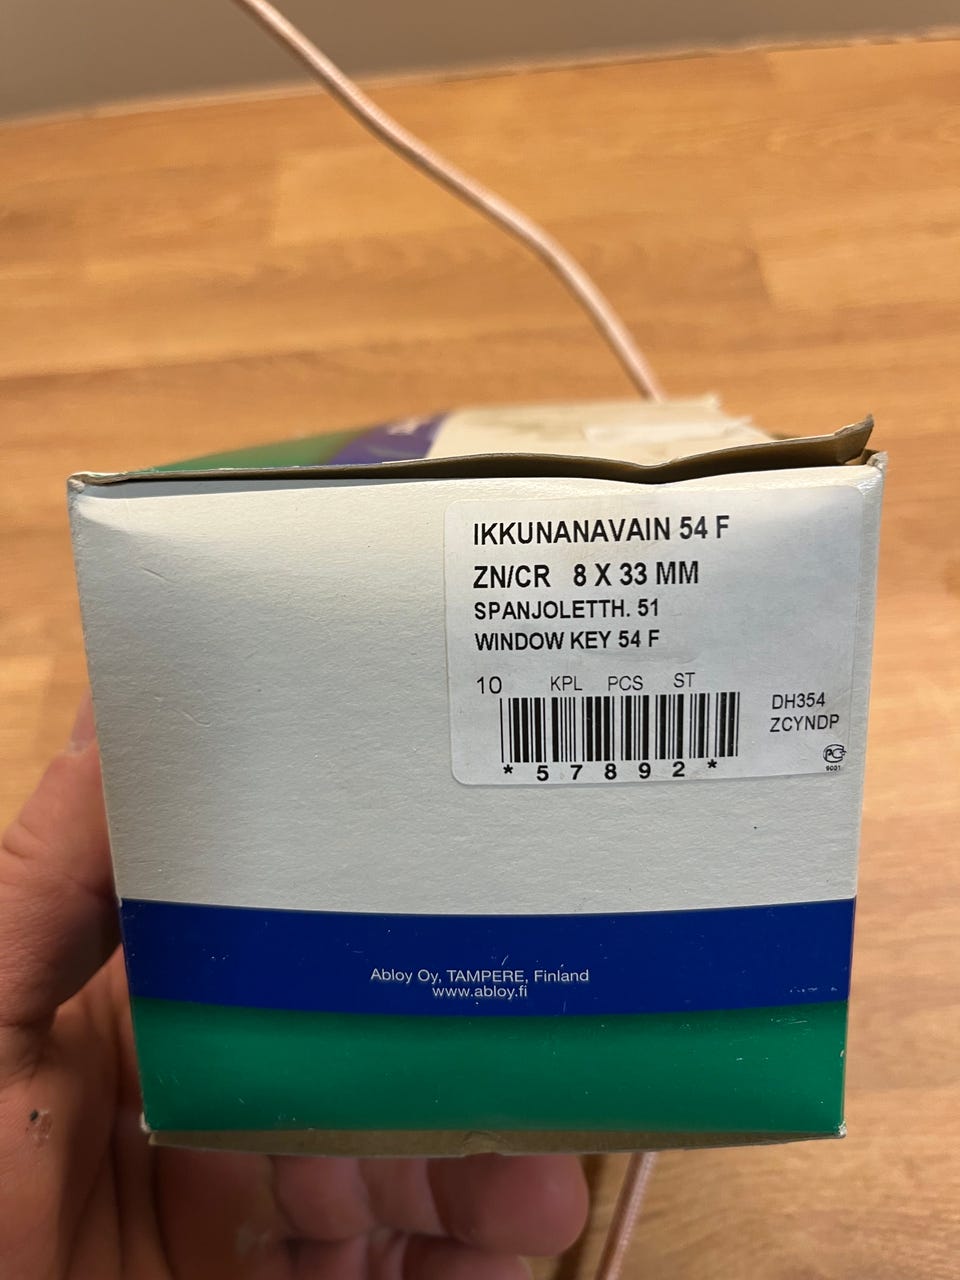 IKKUNANAVAIN 54 F
ZN/CR 8 X 33 MM
SPANJOLETTH. 51
WINDOW KEY 54 F
10 KPL PCS ST
DH354
ZCYNDP
* 5 7 8 9 2 *
9001
Abloy Oy, TAMPERE, Finland
www.abloy.fi